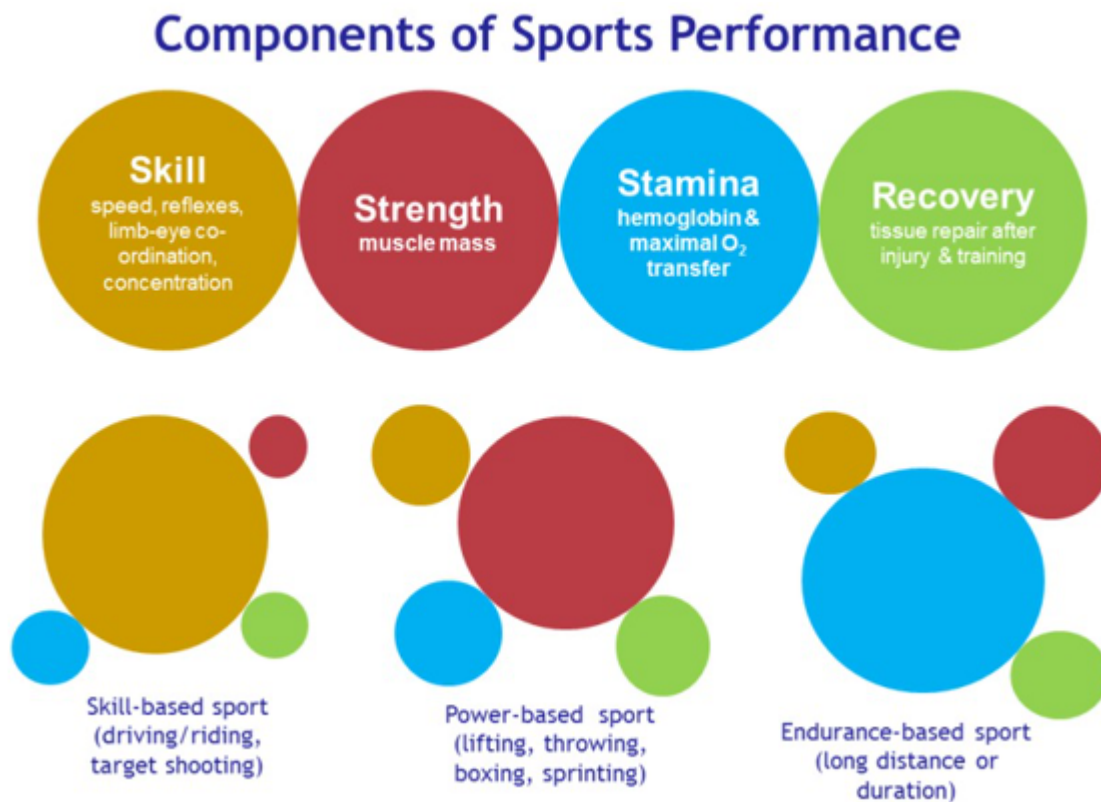 Components of Sports Performance
Skill
speed, reflexes,
limb-eye co-
ordination,
concentration
Strength
muscle mass
Stamina
hemoglobin &
maximal O₂
transfer
Recovery
tissue repair after
injury & training
Skill-based sport
(driving/riding,
target shooting)
Power-based sport
(lifting, throwing,
boxing, sprinting)
Endurance-based sport
(long distance or
duration)